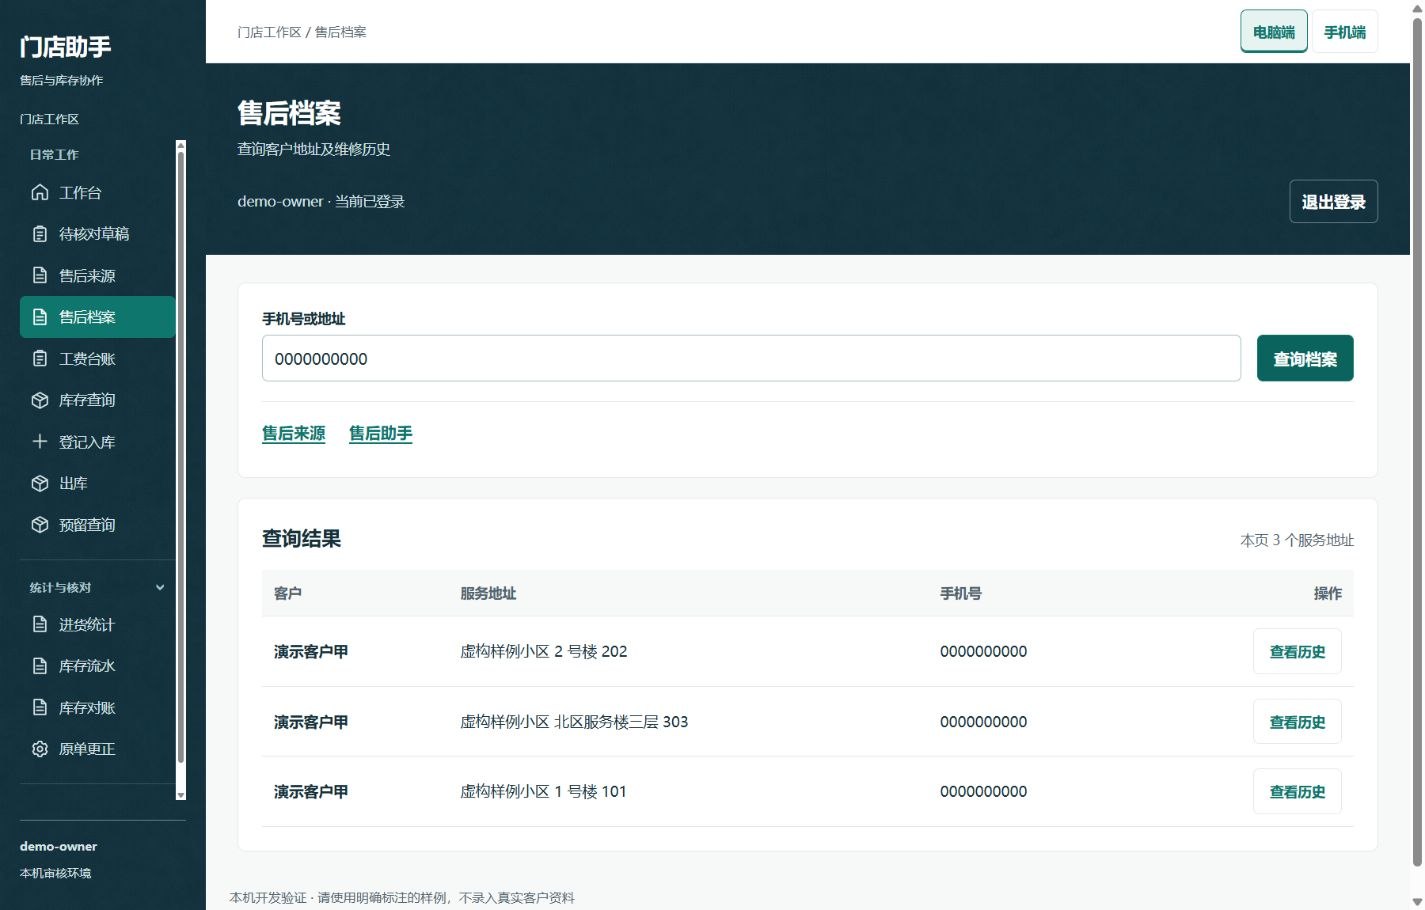 门店助手
售后与库存协作
门店工作区
日常工作
工作台
待核对草稿
售后来源
售后档案
工费台账
库存查询
登记入库
出库
预留查询
统计与核对
进货统计
库存流水
库存对账
原单更正
demo-owner
本机审核环境
门店工作区 / 售后档案
电脑端 手机端
售后档案
查询客户地址及维修历史
demo-owner · 当前已登录
退出登录
手机号或地址
0000000000
查询档案
售后来源 售后助手
查询结果
本页 3 个服务地址
客户 服务地址 手机号 操作
演示客户甲 虚构样例小区 2 号楼 202 0000000000 查看历史
演示客户甲 虚构样例小区 北区服务楼三层 303 0000000000 查看历史
演示客户甲 虚构样例小区 1 号楼 101 0000000000 查看历史
本机开发验证 · 请使用明确标注的样例，不录入真实客户资料